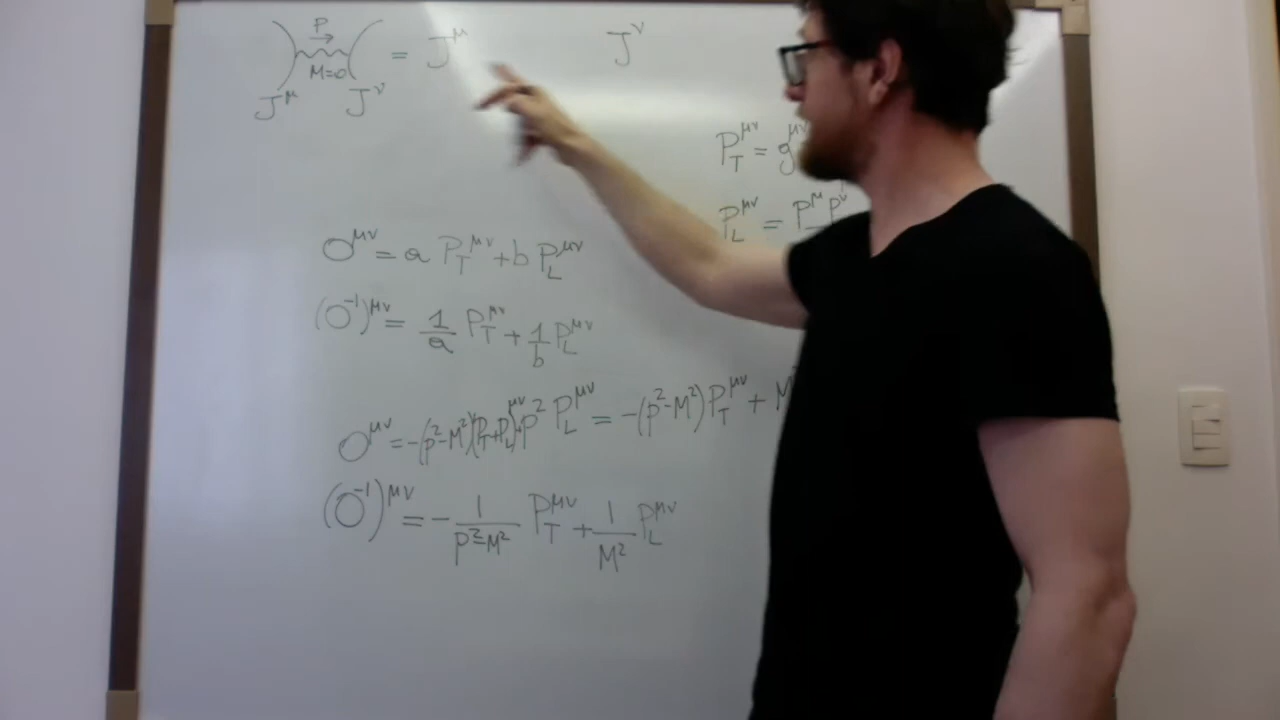 P→
M=0
J^μ J^ν = J^μ J^ν
P_T^{μν} = g^{μν}
P_L^{μν} = P^μ P^ν
O^{μν} = a P_T^{μν} + b P_L^{μν}
(O^{-1})^{μν} = 1/a P_T^{μν} + 1/b P_L^{μν}
O^{μν} = -(p^2-M^2)(P_T+P_L)^{μν} + p^2 P_L^{μν} = -(p^2-M^2) P_T^{μν} + M^2
(O^{-1})^{μν} = - 1/(p^2-M^2) P_T^{μν} + 1/M^2 P_L^{μν}